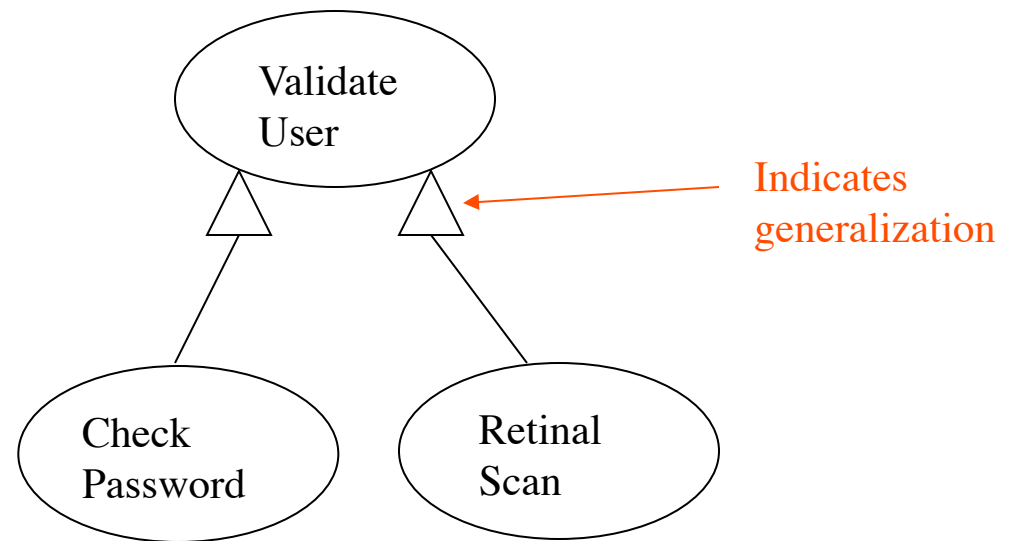 Validate
User
Indicates
generalization
Check
Password
Retinal
Scan